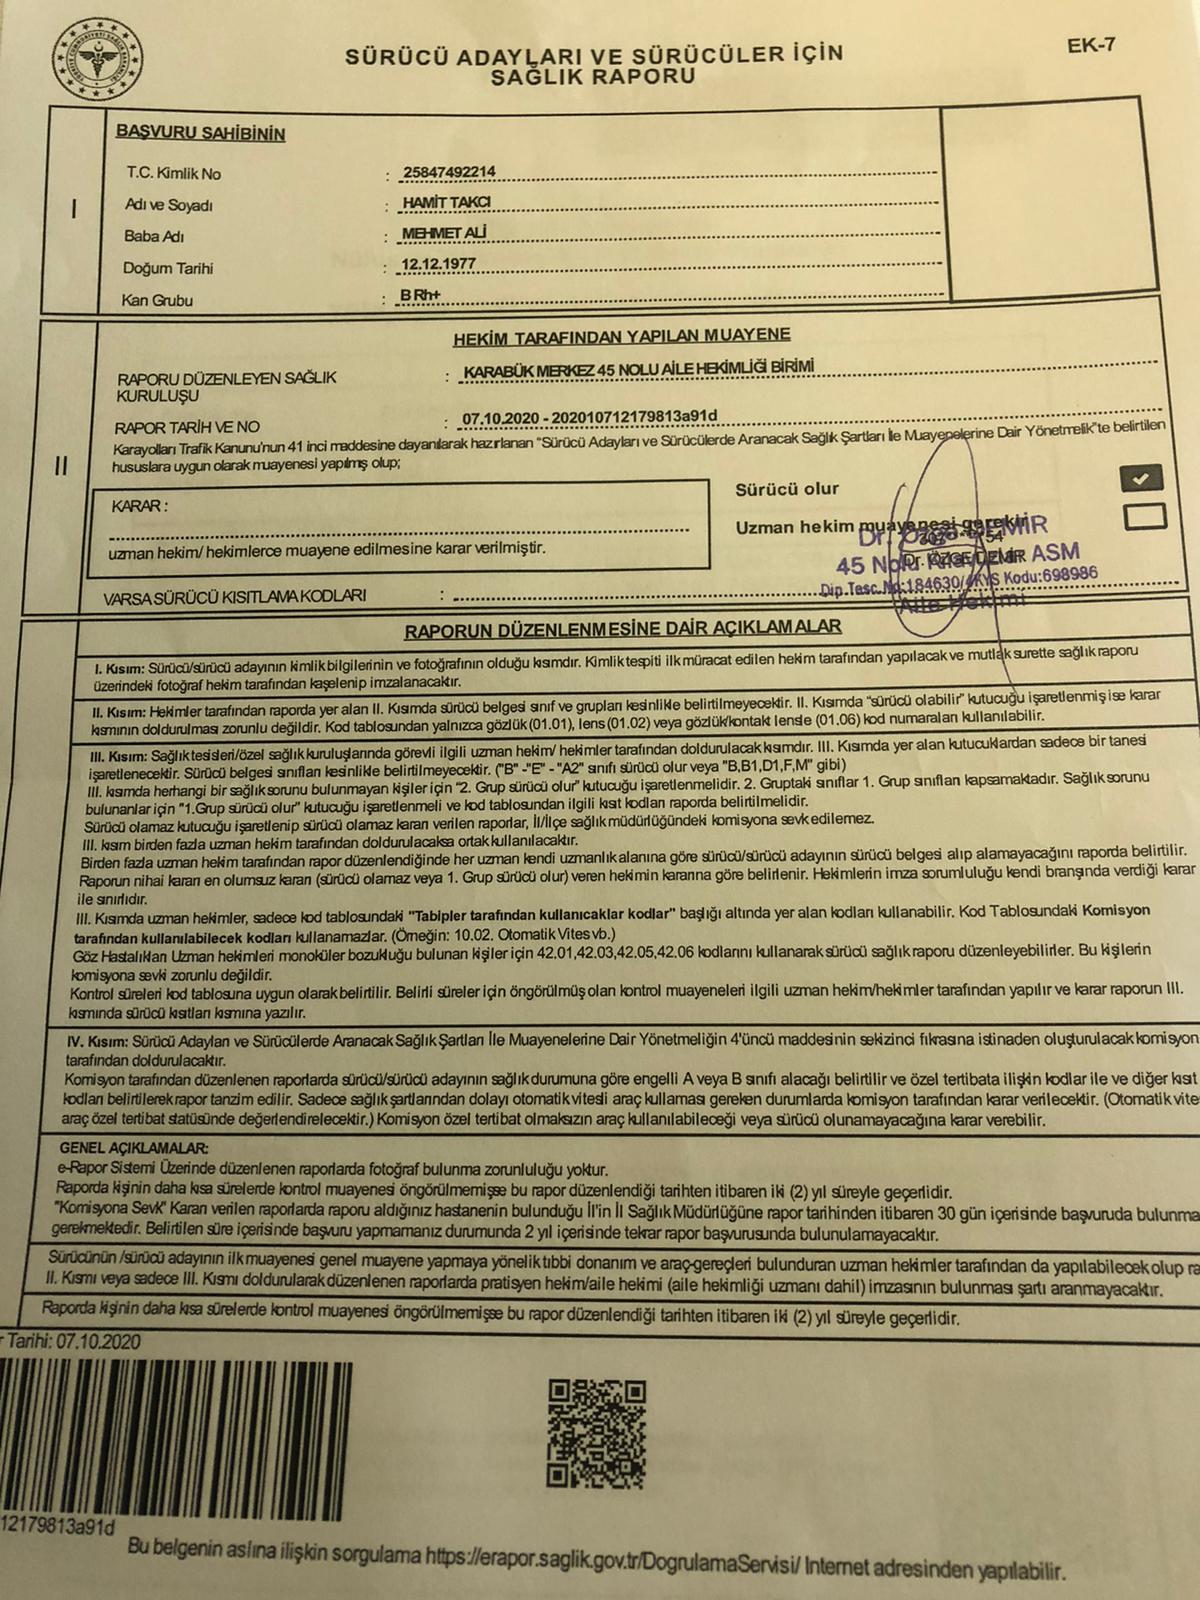 SÜRÜCÜ ADAYLARI VE SÜRÜCÜLER İÇİN
SAĞLIK RAPORU
EK-7
I
BAŞVURU SAHİBİNİN
T.C. Kimlik No : 25847492214
Adı ve Soyadı : HAMİT TAKCI
Baba Adı : MEHMET ALİ
Doğum Tarihi : 12.12.1977
Kan Grubu : B Rh+
II
HEKİM TARAFINDAN YAPILAN MUAYENE
RAPORU DÜZENLEYEN SAĞLIK : KARABÜK MERKEZ 45 NOLU AİLE HEKİMLİĞİ BİRİMİ
KURULUŞU
RAPOR TARİH VE NO : 07.10.2020 - 202010712179813a91d
Karayolları Trafik Kanunu'nun 41 inci maddesine dayanılarak hazırlanan "Sürücü Adayları ve Sürücülerde Aranacak Sağlık Şartları İle Muayenelerine Dair Yönetmelik"te belirtilen
hususlara uygun olarak muayenesi yapılmış olup;
KARAR :
uzman hekim/ hekimlerce muayene edilmesine karar verilmiştir.
Sürücü olur
Uzman hekim muayenesi gerekir
Dr. DEMİR
Dr. ÖZGE DEMİR
45 Nolu ASM
Dip.Tesc.No:184630/ÇKYS Kodu:698986
Aile Hekimi
VARSA SÜRÜCÜ KISITLAMA KODLARI :
RAPORUN DÜZENLENMESİNE DAİR AÇIKLAMALAR
I. Kısım: Sürücü/sürücü adayının kimlik bilgilerinin ve fotoğrafının olduğu kısımdır. Kimlik tespiti ilk müracat edilen hekim tarafından yapılacak ve mutlak surette sağlık raporu
üzerindeki fotoğraf hekim tarafından kaşelenip imzalanacaktır.
II. Kısım: Hekimler tarafından raporda yer alan II. Kısımda sürücü belgesi sınıf ve grupları kesinlikle belirtilmeyecektir. II. Kısımda "sürücü olabilir" kutucuğu işaretlenmiş ise karar
kısmının doldurulması zorunlu değildir. Kod tablosundan yalnızca gözlük (01.01), lens (01.02) veya gözlük/kontakt lensle (01.06) kod numaraları kullanılabilir.
III. Kısım: Sağlık tesisleri/özel sağlık kuruluşlarında görevli ilgili uzman hekim/ hekimler tarafından doldurulacak kısımdır. III. Kısımda yer alan kutucuklardan sadece bir tanesi
işaretlenecektir. Sürücü belgesi sınıfları kesinlikle belirtilmeyecektir. ("B" -"E" - "A2" sınıfı sürücü olur veya "B,B1,D1,F,M" gibi)
III. kısımda herhangi bir sağlık sorunu bulunmayan kişiler için "2. Grup sürücü olur" kutucuğu işaretlenmelidir. 2. Gruptaki sınıflar 1. Grup sınıfları kapsamaktadır. Sağlık sorunu
bulunanlar için "1.Grup sürücü olur" kutucuğu işaretlenmeli ve kod tablosundan ilgili kısıt kodları raporda belirtilmelidir.
Sürücü olamaz kutucuğu işaretlenip sürücü olamaz kararı verilen raporlar, İl/İlçe sağlık müdürlüğündeki komisyona sevk edilemez.
III. kısım birden fazla uzman hekim tarafından doldurulacaksa ortak kullanılacaktır.
Birden fazla uzman hekim tarafından rapor düzenlendiğinde her uzman kendi uzmanlık alanına göre sürücü/sürücü adayının sürücü belgesi alıp alamayacağını raporda belirtilir.
Raporun nihai kararı en olumsuz kararı (sürücü olamaz veya 1. Grup sürücü olur) veren hekimin kararına göre belirlenir. Hekimlerin imza sorumluluğu kendi branşında verdiği karar
ile sınırlıdır.
III. Kısımda uzman hekimler, sadece kod tablosundaki "Tabipler tarafından kullanıcaklar kodlar" başlığı altında yer alan kodları kullanabilir. Kod Tablosundaki Komisyon
tarafından kullanılabilecek kodları kullanamazlar. (Örneğin: 10.02. Otomatik Vites vb.)
Göz Hastalıkları Uzman hekimleri monoküler bozukluğu bulunan kişiler için 42.01,42.03,42.05,42.06 kodlarını kullanarak sürücü sağlık raporu düzenleyebilirler. Bu kişilerin
komisyona sevki zorunlu değildir.
Kontrol süreleri kod tablosuna uygun olarak belirtilir. Belirli süreler için öngörülmüş olan kontrol muayeneleri ilgili uzman hekim/hekimler tarafından yapılır ve karar raporun III.
kısmında sürücü kısıtları kısmına yazılır.
IV. Kısım: Sürücü Adayları ve Sürücülerde Aranacak Sağlık Şartları İle Muayenelerine Dair Yönetmeliğin 4'üncü maddesinin sekizinci fıkrasına istinaden oluşturulacak komisyon
tarafından doldurulacaktır.
Komisyon tarafından düzenlenen raporlarda sürücü/sürücü adayının sağlık durumuna göre engelli A veya B sınıfı alacağı belirtilir ve özel tertibata ilişkin kodlar ile ve diğer kısıt
kodları belirtilerek rapor tanzim edilir. Sadece sağlık şartlarından dolayı otomatik vitesli araç kullaması gereken durumlarda komisyon tarafından karar verilecektir. (Otomatik vite
araç özel tertibat statüsünde değerlendirelecektir.) Komisyon özel tertibat olmaksızın araç kullanılabileceği veya sürücü olunamayacağına karar verebilir.
GENEL AÇIKLAMALAR:
e-Rapor Sistemi Üzerinde düzenlenen raporlarda fotoğraf bulunma zorunluluğu yoktur.
Raporda kişinin daha kısa sürelerde kontrol muayenesi öngörülmemişse bu rapor düzenlendiği tarihten itibaren iki (2) yıl süreyle geçerlidir.
"Komisyona Sevk" Kararı verilen raporlarda raporu aldığınız hastanenin bulunduğu İl'in İl Sağlık Müdürlüğüne rapor tarihinden itibaren 30 gün içerisinde başvuruda bulunma
gerekmektedir. Belirtilen süre içerisinde başvuru yapmamanız durumunda 2 yıl içerisinde tekrar rapor başvurusunda bulunulamayacaktır.
Sürücünün /sürücü adayının ilk muayenesi genel muayene yapmaya yönelik tıbbi donanım ve araç-gereçleri bulunduran uzman hekimler tarafından da yapılabilecek olup ra
II. Kısmı veya sadece III. Kısmı doldurularak düzenlenen raporlarda pratisyen hekim/aile hekimi (aile hekimliği uzmanı dahil) imzasının bulunması şartı aranmayacaktır.
Raporda kişinin daha kısa sürelerde kontrol muayenesi öngörülmemişse bu rapor düzenlendiği tarihten itibaren iki (2) yıl süreyle geçerlidir.
r Tarihi: 07.10.2020
12179813a91d
Bu belgenin aslına ilişkin sorgulama https://erapor.saglik.gov.tr/DogrulamaServisi/ Internet adresinden yapılabilir.